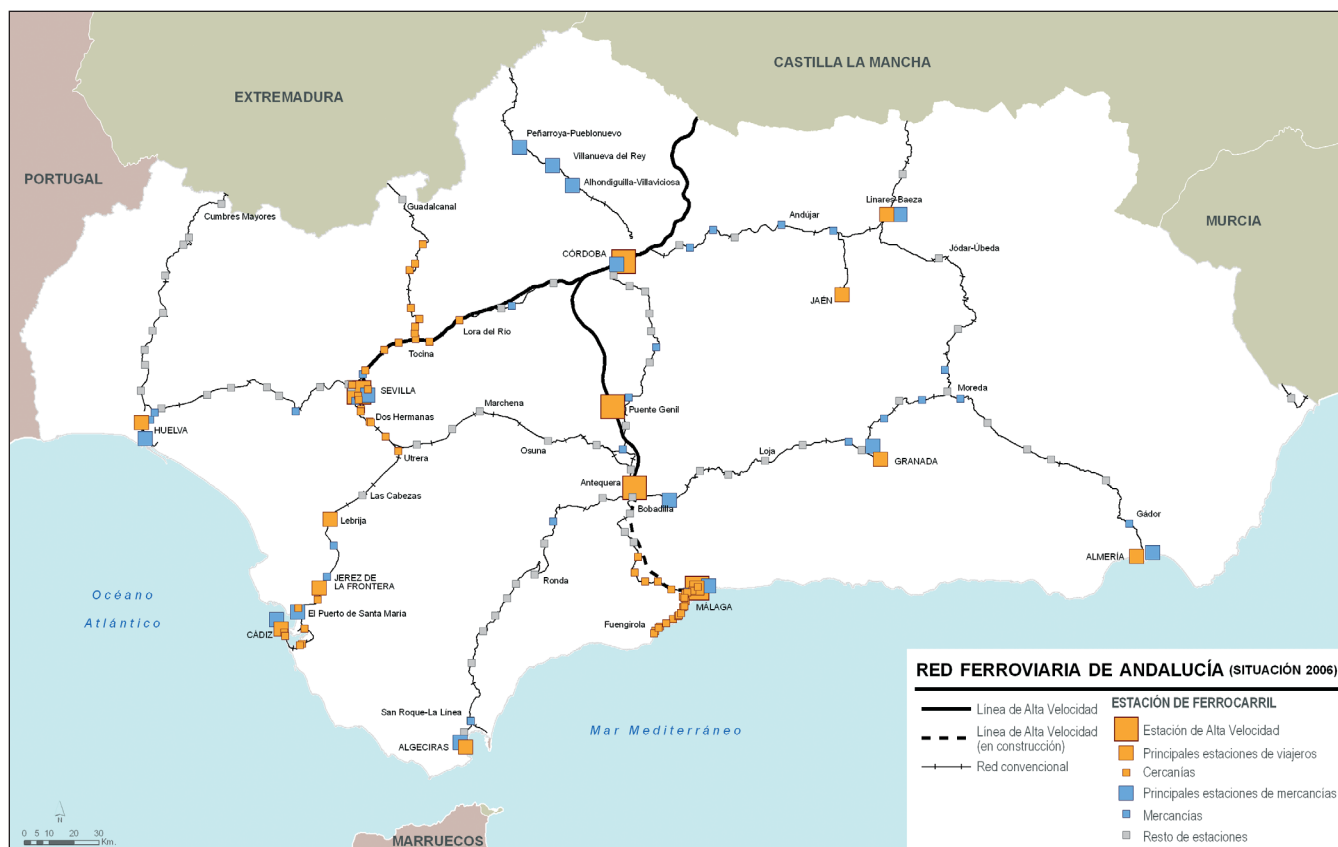 CASTILLA LA MANCHA
EXTREMADURA
PORTUGAL
MURCIA
Peñarroya-Pueblonuevo
Villanueva del Rey
Alhondiguilla-Villaviciosa
Guadalcanal
Cumbres Mayores
Linares-Baeza
Andújar
Jódar-Úbeda
CÓRDOBA
JAÉN
Lora del Río
Tocina
SEVILLA
Moreda
Marchena
Puente Genil
Dos Hermanas
HUELVA
Utrera
Osuna
Loja
GRANADA
Antequera
Las Cabezas
Bobadilla
Lebrija
Gádor
ALMERÍA
JEREZ DE
LA FRONTERA
Ronda
Océano
Atlántico
El Puerto de Santa María
MÁLAGA
CÁDIZ
Fuengirola
San Roque-La Línea
Mar Mediterráneo
ALGECIRAS
MARRUECOS
N
0 5 10 20 30
Km.
RED FERROVIARIA DE ANDALUCÍA (SITUACIÓN 2006)
Línea de Alta Velocidad
Línea de Alta Velocidad
(en construcción)
Red convencional
ESTACIÓN DE FERROCARRIL
Estación de Alta Velocidad
Principales estaciones de viajeros
Cercanías
Principales estaciones de mercancías
Mercancías
Resto de estaciones